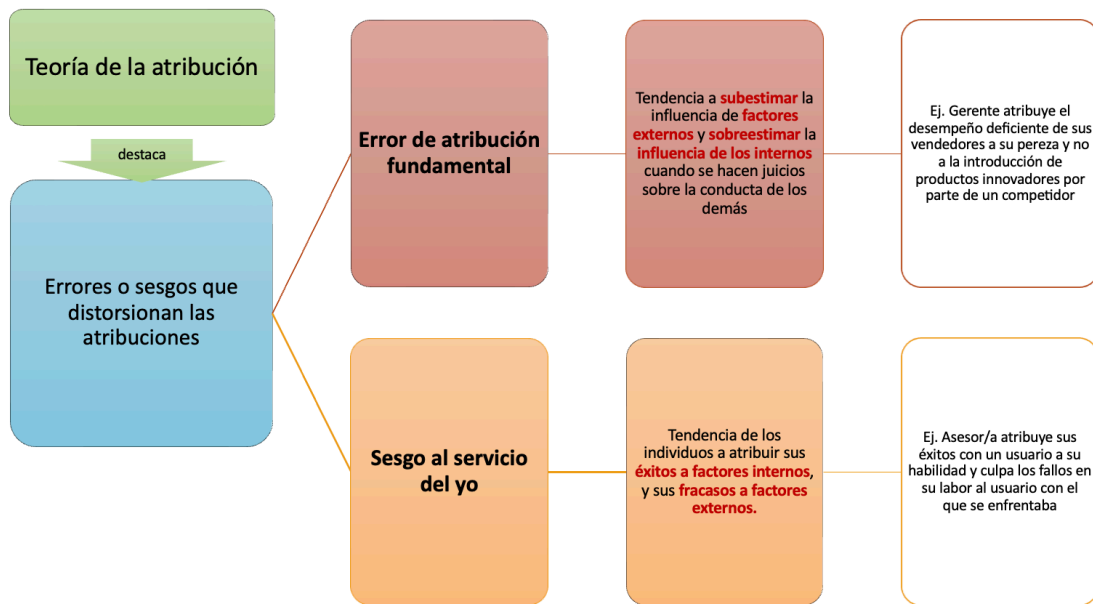 Teoría de la atribución
destaca
Errores o sesgos que
distorsionan las
atribuciones
Error de atribución
fundamental
Tendencia a subestimar la
influencia de factores
externos y sobreestimar la
influencia de los internos
cuando se hacen juicios
sobre la conducta de los
demás
Ej. Gerente atribuye el
desempeño deficiente de sus
vendedores a su pereza y no
a la introducción de
productos innovadores por
parte de un competidor
Sesgo al servicio
del yo
Tendencia de los
individuos a atribuir sus
éxitos a factores internos,
y sus fracasos a factores
externos.
Ej. Asesor/a atribuye sus
éxitos con un usuario a su
habilidad y culpa los fallos en
su labor al usuario con el
que se enfrentaba